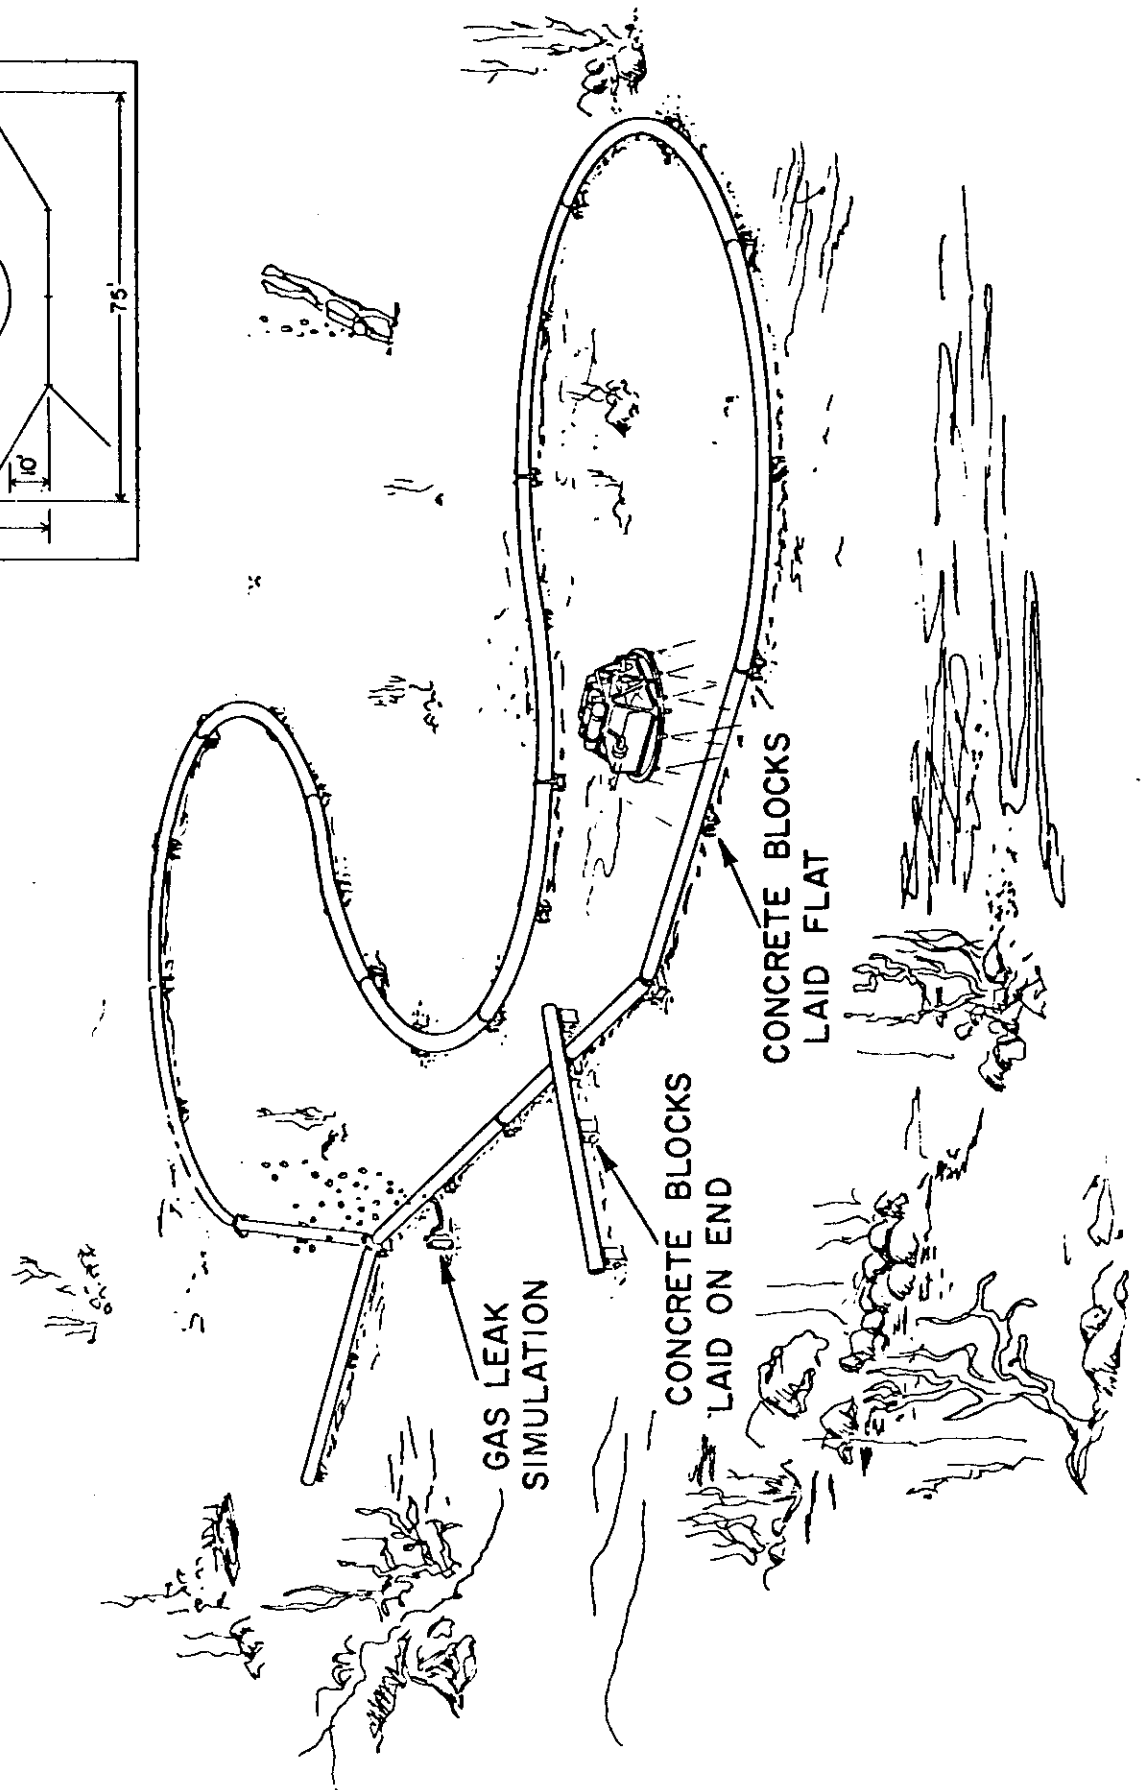 75'
10'
GAS LEAK
SIMULATION
CONCRETE BLOCKS
LAID ON END
CONCRETE BLOCKS
LAID FLAT